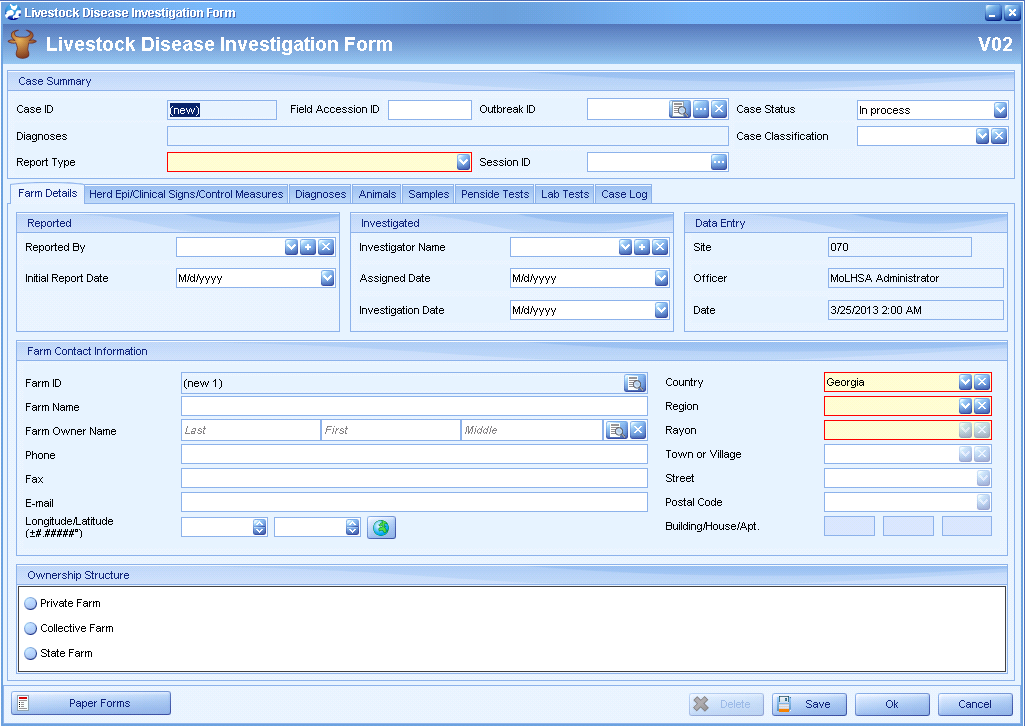 Livestock Disease Investigation Form
Livestock Disease Investigation Form V02
Case Summary
Case ID (new) Field Accession ID Outbreak ID Case Status In process
Diagnoses Case Classification
Report Type Session ID
Farm Details Herd Epi/Clinical Signs/Control Measures Diagnoses Animals Samples Penside Tests Lab Tests Case Log
Reported Investigated Data Entry
Reported By Investigator Name Site 070
Initial Report Date M/d/yyyy Assigned Date M/d/yyyy Officer MoLHSA Administrator
Investigation Date M/d/yyyy Date 3/25/2013 2:00 AM
Farm Contact Information
Farm ID (new 1) Country Georgia
Farm Name Region
Farm Owner Name Last First Middle Rayon
Phone Town or Village
Fax Street
E-mail Postal Code
Longitude/Latitude Building/House/Apt.
(±#.#####°)
Ownership Structure
Private Farm
Collective Farm
State Farm
Paper Forms Delete Save Ok Cancel